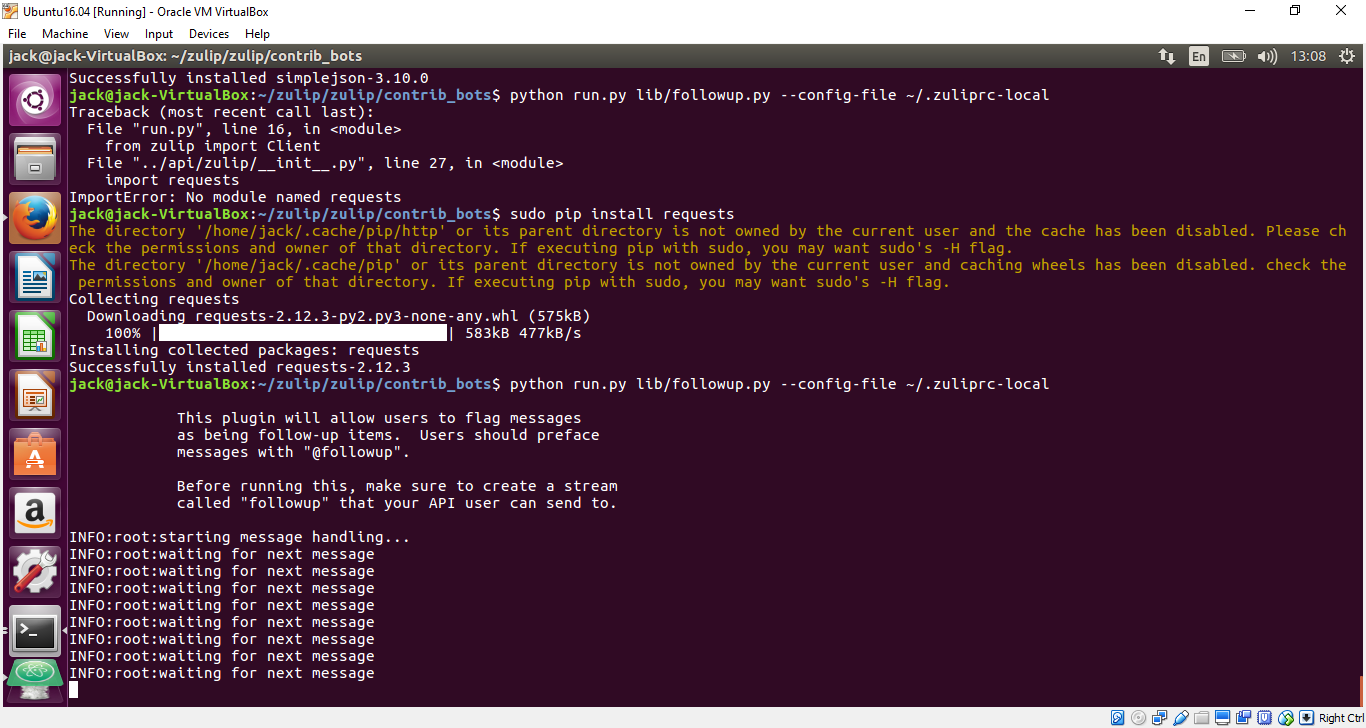 Ubuntu16.04 [Running] - Oracle VM VirtualBox
File Machine View Input Devices Help
jack@jack-VirtualBox: ~/zulip/zulip/contrib_bots En 13:08
Successfully installed simplejson-3.10.0
jack@jack-VirtualBox:~/zulip/zulip/contrib_bots$ python run.py lib/followup.py --config-file ~/.zuliprc-local
Traceback (most recent call last):
  File "run.py", line 16, in <module>
    from zulip import Client
  File "../api/zulip/__init__.py", line 27, in <module>
    import requests
ImportError: No module named requests
jack@jack-VirtualBox:~/zulip/zulip/contrib_bots$ sudo pip install requests
The directory '/home/jack/.cache/pip/http' or its parent directory is not owned by the current user and the cache has been disabled. Please ch
eck the permissions and owner of that directory. If executing pip with sudo, you may want sudo's -H flag.
The directory '/home/jack/.cache/pip' or its parent directory is not owned by the current user and caching wheels has been disabled. check the
 permissions and owner of that directory. If executing pip with sudo, you may want sudo's -H flag.
Collecting requests
  Downloading requests-2.12.3-py2.py3-none-any.whl (575kB)
    100% | | 583kB 477kB/s
Installing collected packages: requests
Successfully installed requests-2.12.3
jack@jack-VirtualBox:~/zulip/zulip/contrib_bots$ python run.py lib/followup.py --config-file ~/.zuliprc-local
            This plugin will allow users to flag messages
            as being follow-up items.  Users should preface
            messages with "@followup".
            Before running this, make sure to create a stream
            called "followup" that your API user can send to.
INFO:root:starting message handling...
INFO:root:waiting for next message
INFO:root:waiting for next message
INFO:root:waiting for next message
INFO:root:waiting for next message
INFO:root:waiting for next message
INFO:root:waiting for next message
INFO:root:waiting for next message
INFO:root:waiting for next message
Right Ctrl